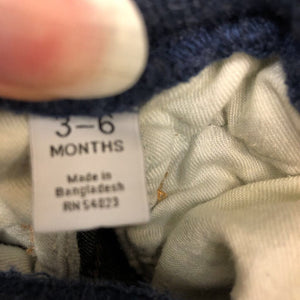 3-6
MONTHS
Made in
Bangladesh
RN 54023